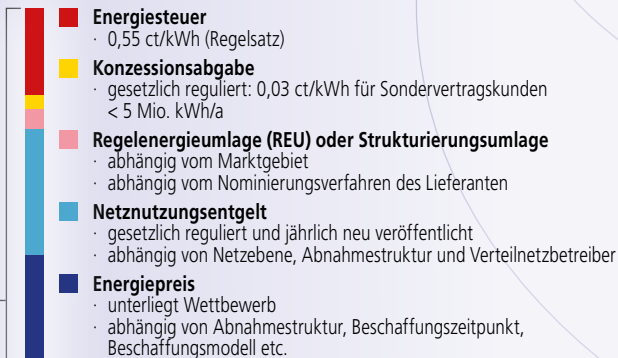 Energiesteuer
· 0,55 ct/kWh (Regelsatz)
Konzessionsabgabe
· gesetzlich reguliert: 0,03 ct/kWh für Sondervertragskunden
< 5 Mio. kWh/a
Regelenergieumlage (REU) oder Strukturierungsumlage
· abhängig vom Marktgebiet
· abhängig vom Nominierungsverfahren des Lieferanten
Netznutzungsentgelt
· gesetzlich reguliert und jährlich neu veröffentlicht
· abhängig von Netzebene, Abnahmestruktur und Verteilnetzbetreiber
Energiepreis
· unterliegt Wettbewerb
· abhängig von Abnahmestruktur, Beschaffungszeitpunkt,
Beschaffungsmodell etc.